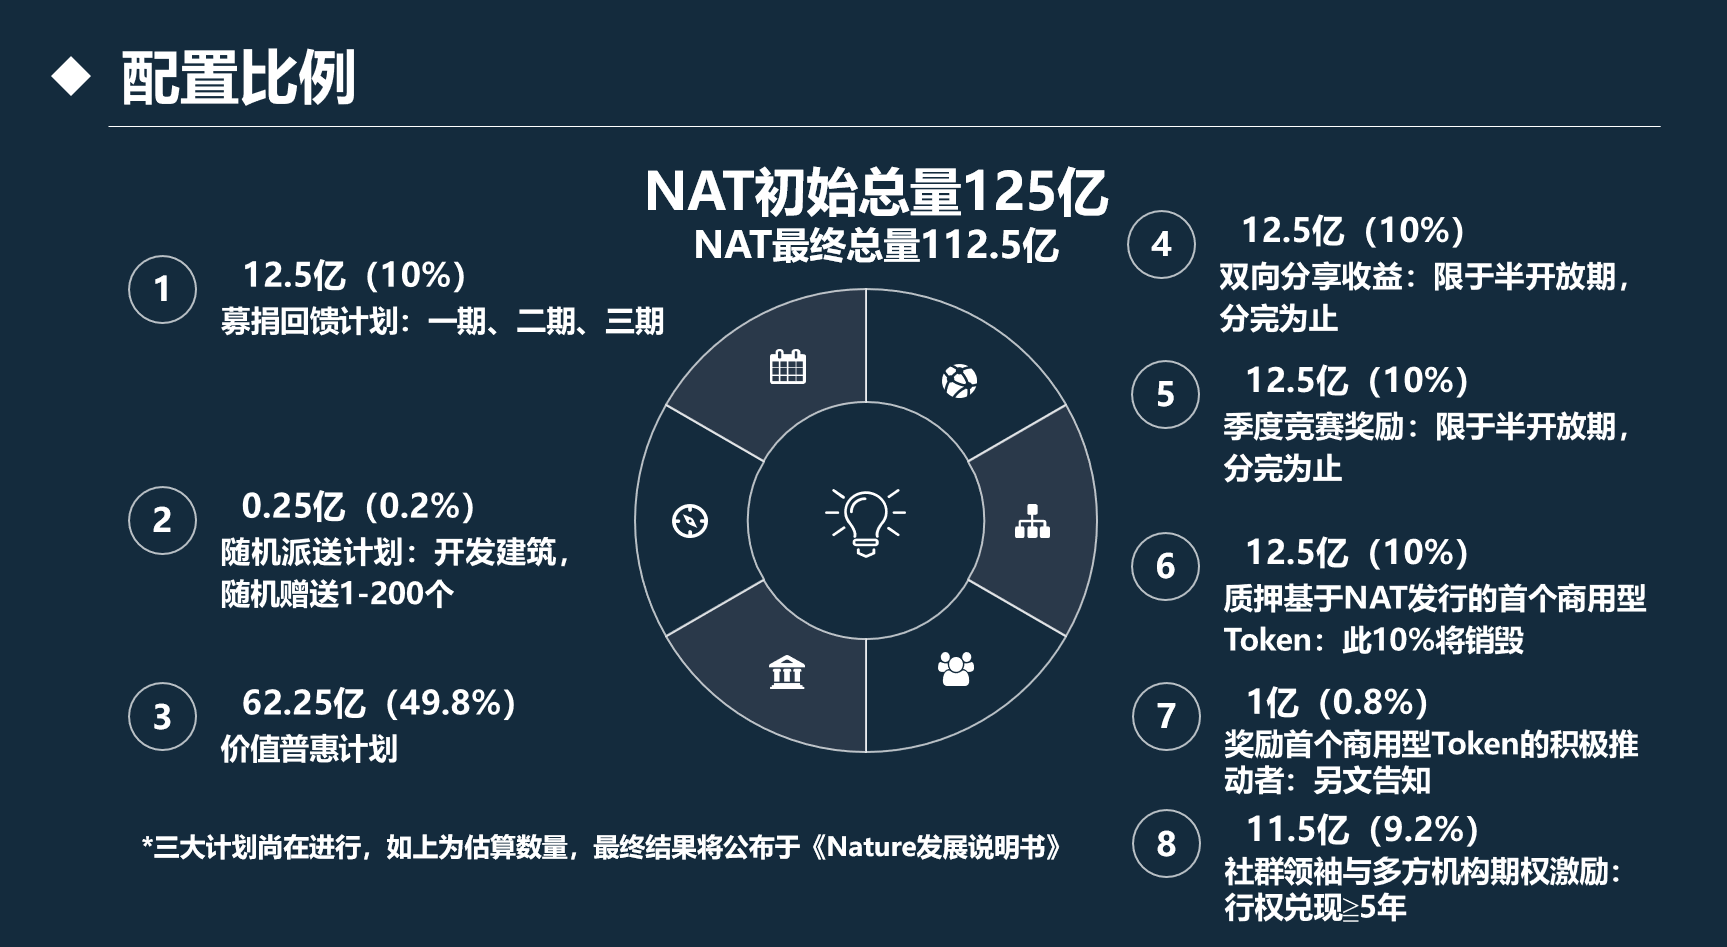 配置比例
NAT初始总量125亿
NAT最终总量112.5亿
1
12.5亿（10%）
募捐回馈计划：一期、二期、三期
2
0.25亿（0.2%）
随机派送计划：开发建筑，
随机赠送1-200个
3
62.25亿（49.8%）
价值普惠计划
4
12.5亿（10%）
双向分享收益：限于半开放期，
分完为止
5
12.5亿（10%）
季度竞赛奖励：限于半开放期，
分完为止
6
12.5亿（10%）
质押基于NAT发行的首个商用型
Token：此10%将销毁
7
1亿（0.8%）
奖励首个商用型Token的积极推
动者：另文告知
8
11.5亿（9.2%）
社群领袖与多方机构期权激励：
行权兑现≧5年
*三大计划尚在进行，如上为估算数量，最终结果将公布于《Nature发展说明书》